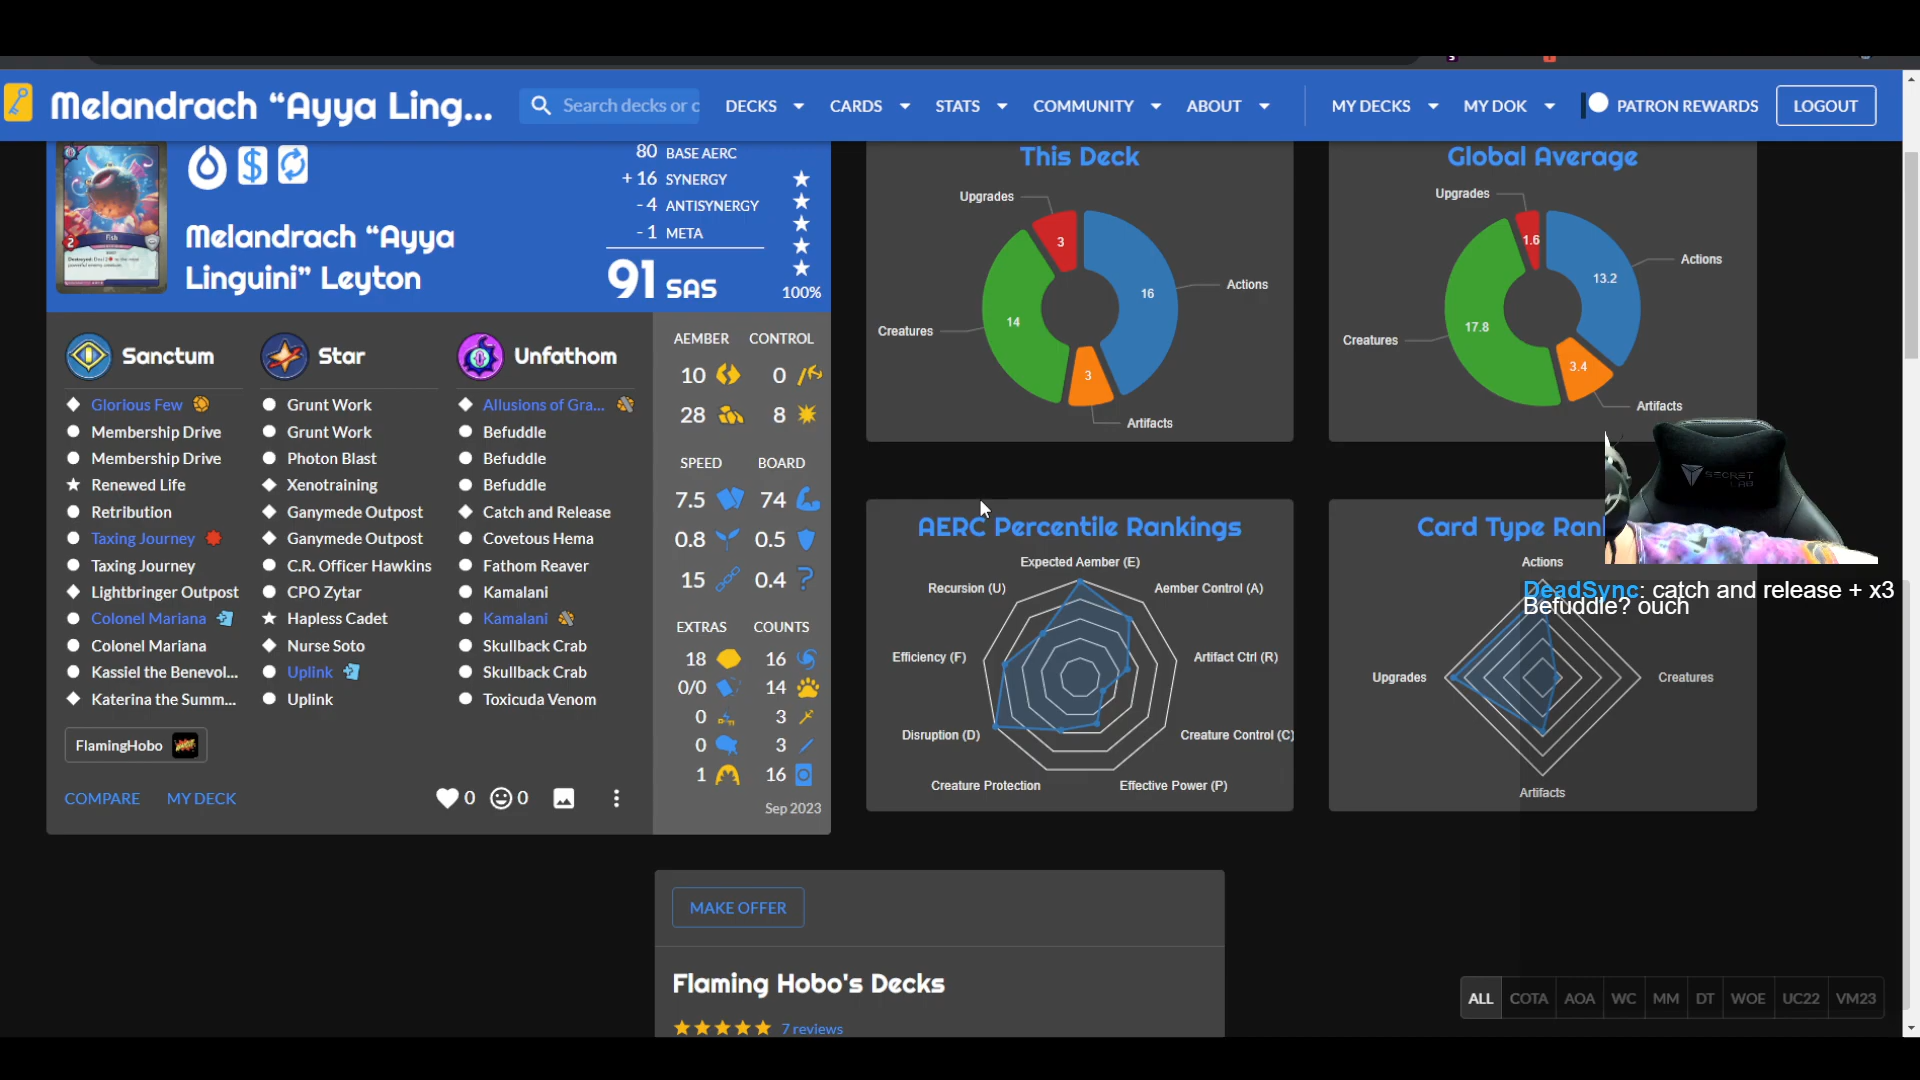 Melandrach “Ayya Ling...
Search decks or c
DECKS
CARDS
STATS
COMMUNITY
ABOUT
MY DECKS
MY DOK
PATRON REWARDS
LOGOUT
Fish
2
Melandrach “Ayya
Linguini” Leyton
80 BASE AERC
+ 16 SYNERGY
- 4 ANTISYNERGY
- 1 META
91 SAS
100%
Sanctum
Glorious Few
Membership Drive
Membership Drive
Renewed Life
Retribution
Taxing Journey
Taxing Journey
Lightbringer Outpost
Colonel Mariana
Colonel Mariana
Kassiel the Benevol...
Katerina the Summ...
Star
Grunt Work
Grunt Work
Photon Blast
Xenotraining
Ganymede Outpost
Ganymede Outpost
C.R. Officer Hawkins
CPO Zytar
Hapless Cadet
Nurse Soto
Uplink
Uplink
Unfathom
Allusions of Gra...
Befuddle
Befuddle
Befuddle
Catch and Release
Covetous Hema
Fathom Reaver
Kamalani
Kamalani
Skullback Crab
Skullback Crab
Toxicuda Venom
FlamingHobo
COMPARE
MY DECK
0
0
AEMBER CONTROL
10 0
28 8
SPEED BOARD
7.5 74
0.8 0.5
15 0.4
EXTRAS COUNTS
18 16
0/0 14
0 3
0 3
1 16
Sep 2023
This Deck
Upgrades
3
16
Actions
14
Creatures
3
Artifacts
Global Average
Upgrades
1.6
13.2
Actions
17.8
Creatures
3.4
Artifacts
AERC Percentile Rankings
Expected Aember (E)
Recursion (U)
Aember Control (A)
Efficiency (F)
Artifact Ctrl (R)
Disruption (D)
Creature Control (C)
Creature Protection
Effective Power (P)
Card Type Ran
Actions
Upgrades
Creatures
Artifacts
SECRET
LAB
DeadSync: catch and release + x3
Befuddle? ouch
MAKE OFFER
Flaming Hobo's Decks
7 reviews
ALL COTA AOA WC MM DT WOE UC22 VM23